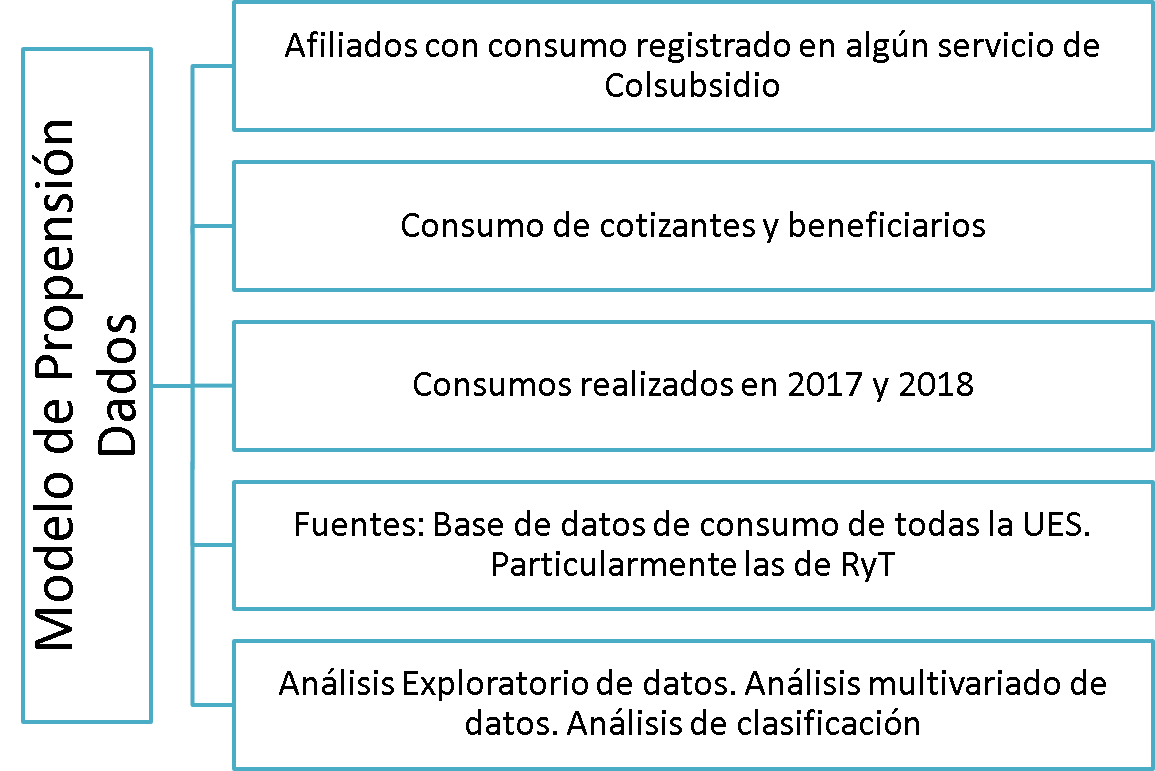 Modelo de Propensión
Dados
Afiliados con consumo registrado en algún servicio de
Colsubsidio
Consumo de cotizantes y beneficiarios
Consumos realizados en 2017 y 2018
Fuentes: Base de datos de consumo de todas la UES.
Particularmente las de RyT
Análisis Exploratorio de datos. Análisis multivariado de
datos. Análisis de clasificación